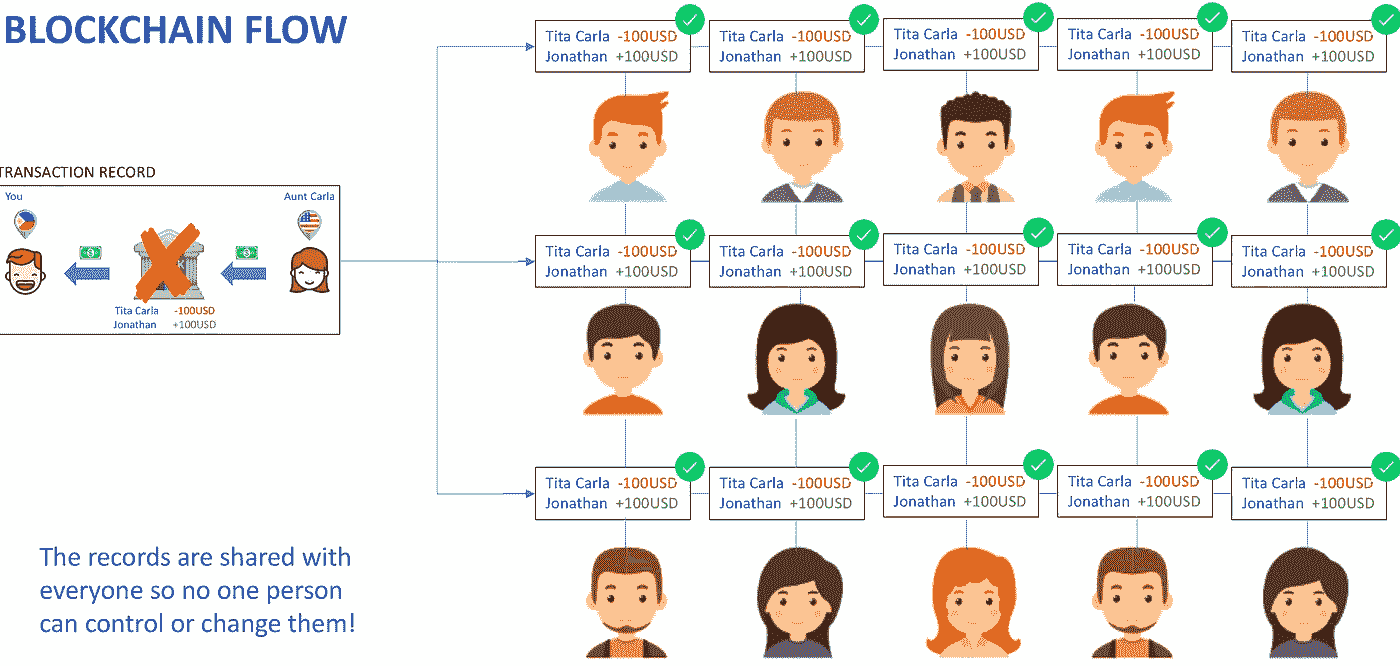 BLOCKCHAIN FLOW
TRANSACTION RECORD
You
Aunt Carla
Tita Carla -100USD
Jonathan +100USD
Tita Carla -100USD
Jonathan +100USD
Tita Carla -100USD
Jonathan +100USD
Tita Carla -100USD
Jonathan +100USD
Tita Carla -100USD
Jonathan +100USD
Tita Carla -100USD
Jonathan +100USD
Tita Carla -100USD
Jonathan +100USD
Tita Carla -100USD
Jonathan +100USD
Tita Carla -100USD
Jonathan +100USD
Tita Carla -100USD
Jonathan +100USD
Tita Carla -100USD
Jonathan +100USD
Tita Carla -100USD
Jonathan +100USD
Tita Carla -100USD
Jonathan +100USD
Tita Carla -100USD
Jonathan +100USD
Tita Carla -100USD
Jonathan +100USD
Tita Carla -100USD
Jonathan +100USD
The records are shared with
everyone so no one person
can control or change them!